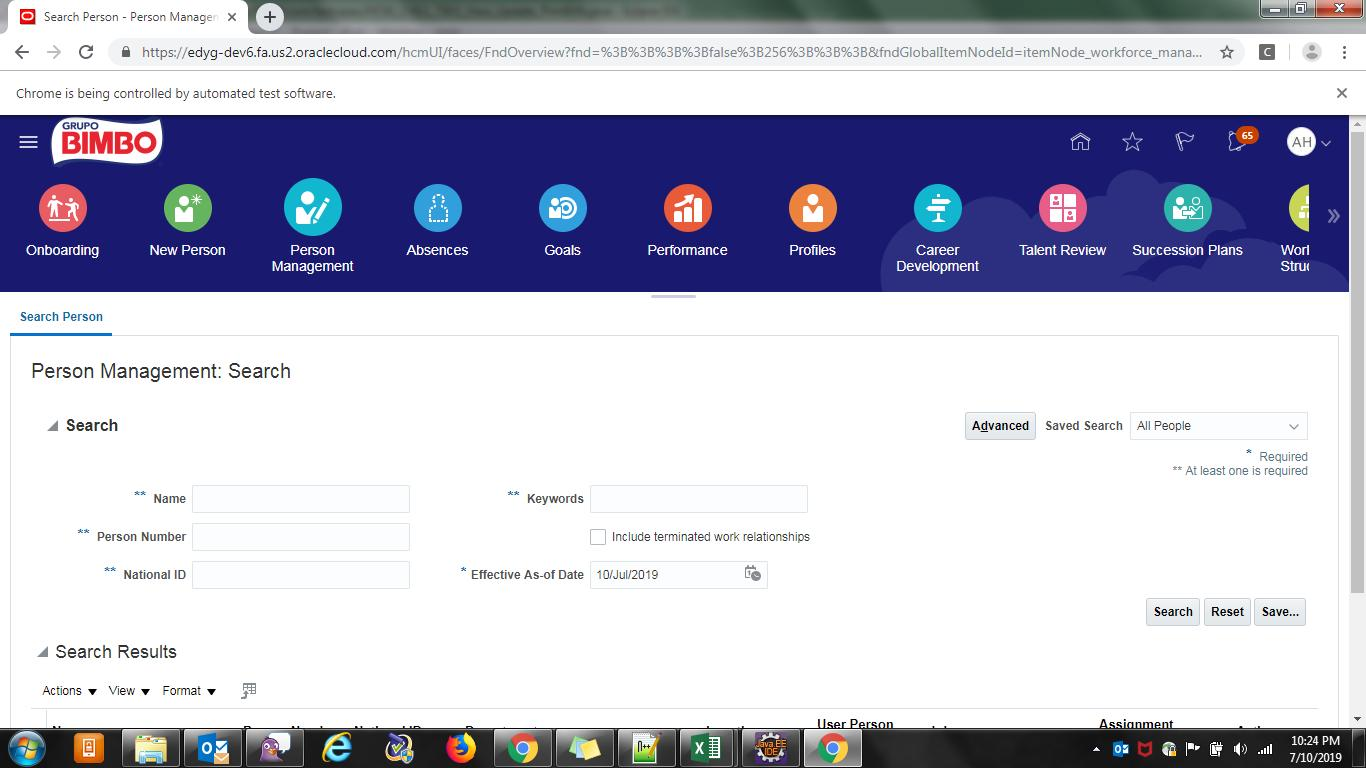 Search Person - Person Managen
https://edyg-dev6.fa.us2.oraclecloud.com/hcmUI/faces/FndOverview?fnd=%3B%3B%3B%3Bfalse%3B256%3B%3B%3B&fndGlobalItemNodeId=itemNode_workforce_mana...
C
Chrome is being controlled by automated test software.
GRUPO
BIMBO
65
AH
Onboarding
New Person
Person
Management
Absences
Goals
Performance
Profiles
Career
Development
Talent Review
Succession Plans
Worl
Struc
Search Person
Person Management: Search
Search
Advanced
Saved Search
All People
* Required
** At least one is required
** Name
** Keywords
** Person Number
Include terminated work relationships
** National ID
* Effective As-of Date
10/Jul/2019
Search
Reset
Save...
Search Results
Actions
View
Format
User Person
Assignment
Java EE
IDE
10:24 PM
7/10/2019